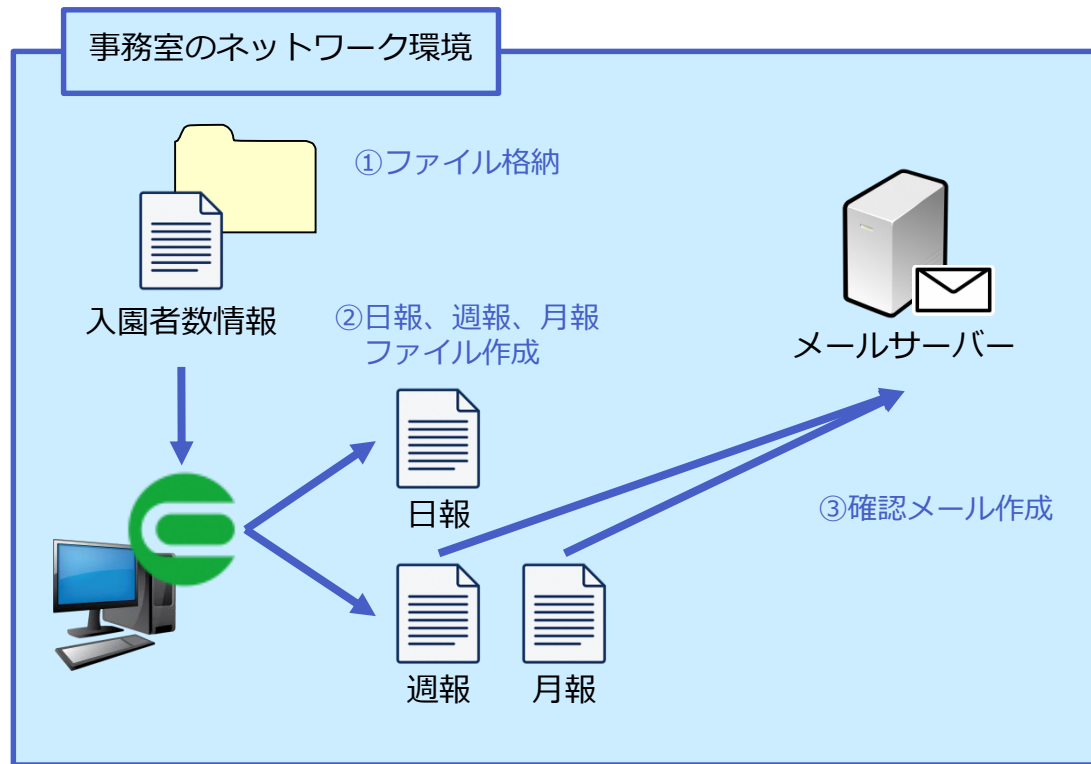 事務室のネットワーク環境
①ファイル格納
入園者数情報
②日報、週報、月報
ファイル作成
メールサーバー
日報
③確認メール作成
週報
月報